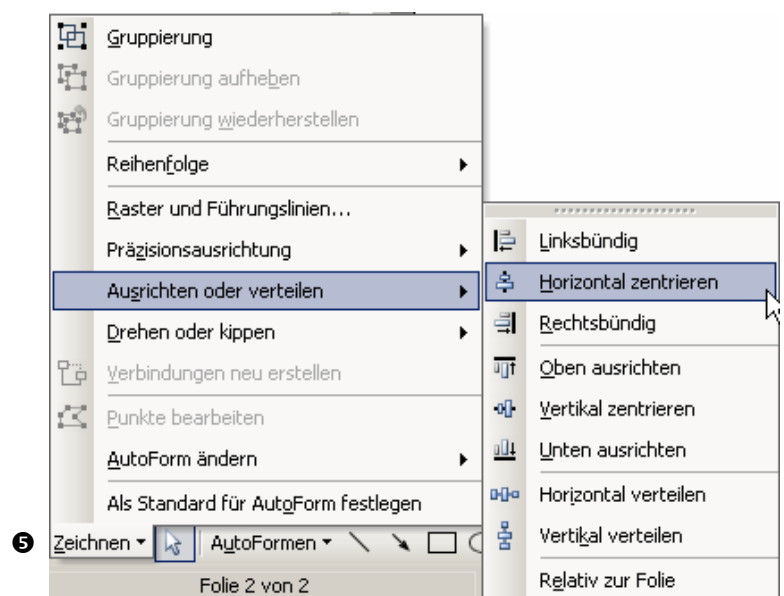 Gruppierung
Gruppierung aufheben
Gruppierung wiederherstellen
Reihenfolge
Raster und Führungslinien...
Präzisionsausrichtung
Ausrichten oder verteilen
Drehen oder kippen
Verbindungen neu erstellen
Punkte bearbeiten
AutoForm ändern
Als Standard für AutoForm festlegen
Linksbündig
Horizontal zentrieren
Rechtsbündig
Oben ausrichten
Vertikal zentrieren
Unten ausrichten
Horizontal verteilen
Vertikal verteilen
Relativ zur Folie
❺ Zeichnen AutoFormen
Folie 2 von 2